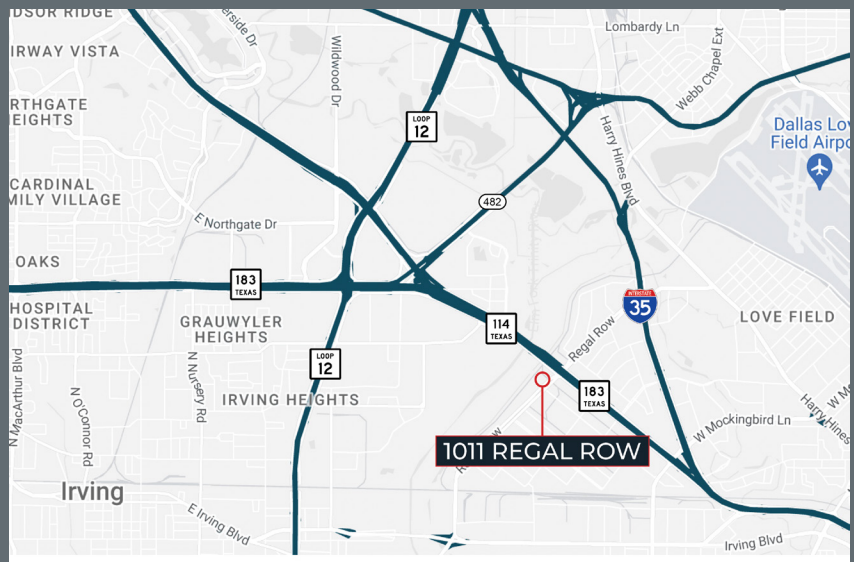 DSOR RIDGE
erside Dr
Lombardy Ln
IRWAY VISTA
Wildwood Dr
Webb Chapel Ext
RTHGATE
EIGHTS
LOOP
12
Harry Hines Blvd
Dallas Lov
Field Airpo
CARDINAL
MILY VILLAGE
482
E Northgate Dr
OAKS
183
TEXAS
INTERSTATE
35
HOSPITAL
DISTRICT
GRAUWYLER
HEIGHTS
114
TEXAS
LOVE FIELD
Regal Row
LOOP
12
N MacArthur Blvd
N O'Connor Rd
N Nursery Rd
IRVING HEIGHTS
183
TEXAS
W Mockingbird Ln
Harry Hines
1011 REGAL ROW
Irving
E Irving Blvd
Irving Blvd